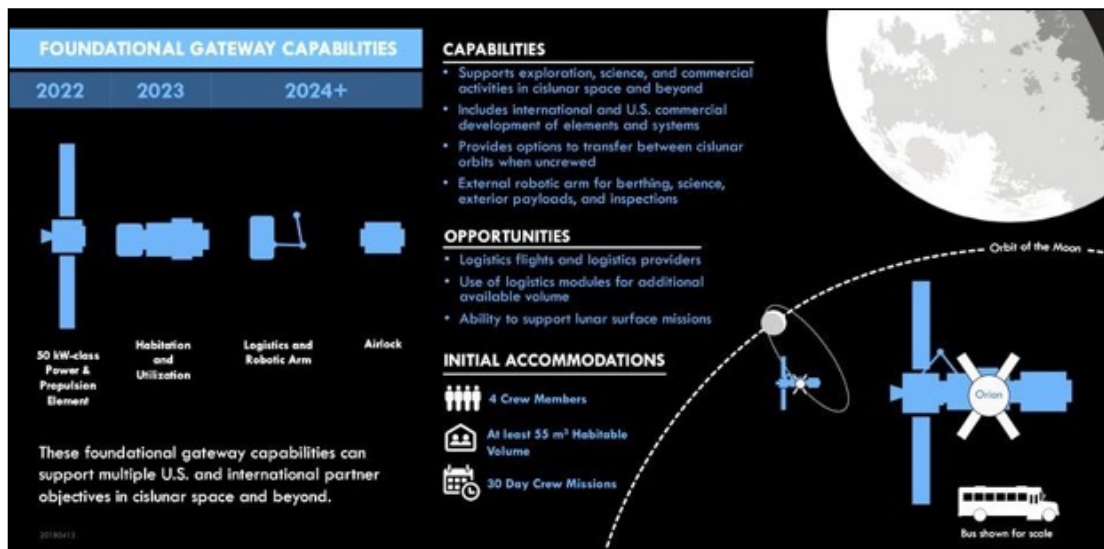 FOUNDATIONAL GATEWAY CAPABILITIES
2022
2023
2024+
50 kW-class
Power &
Propulsion
Element
Habitation
and
Utilization
Logistics and
Robotic Arm
Airlock
These foundational gateway capabilities can
support multiple U.S. and international partner
objectives in cislunar space and beyond.
20180413
CAPABILITIES
• Supports exploration, science, and commercial
activities in cislunar space and beyond
• Includes international and U.S. commercial
development of elements and systems
• Provides options to transfer between cislunar
orbits when uncrewed
• External robotic arm for berthing, science,
exterior payloads, and inspections
OPPORTUNITIES
• Logistics flights and logistics providers
• Use of logistics modules for additional
available volume
• Ability to support lunar surface missions
INITIAL ACCOMMODATIONS
4 Crew Members
At least 55 m³ Habitable
Volume
30 Day Crew Missions
Orbit of the Moon
Orion
Bus shown for scale